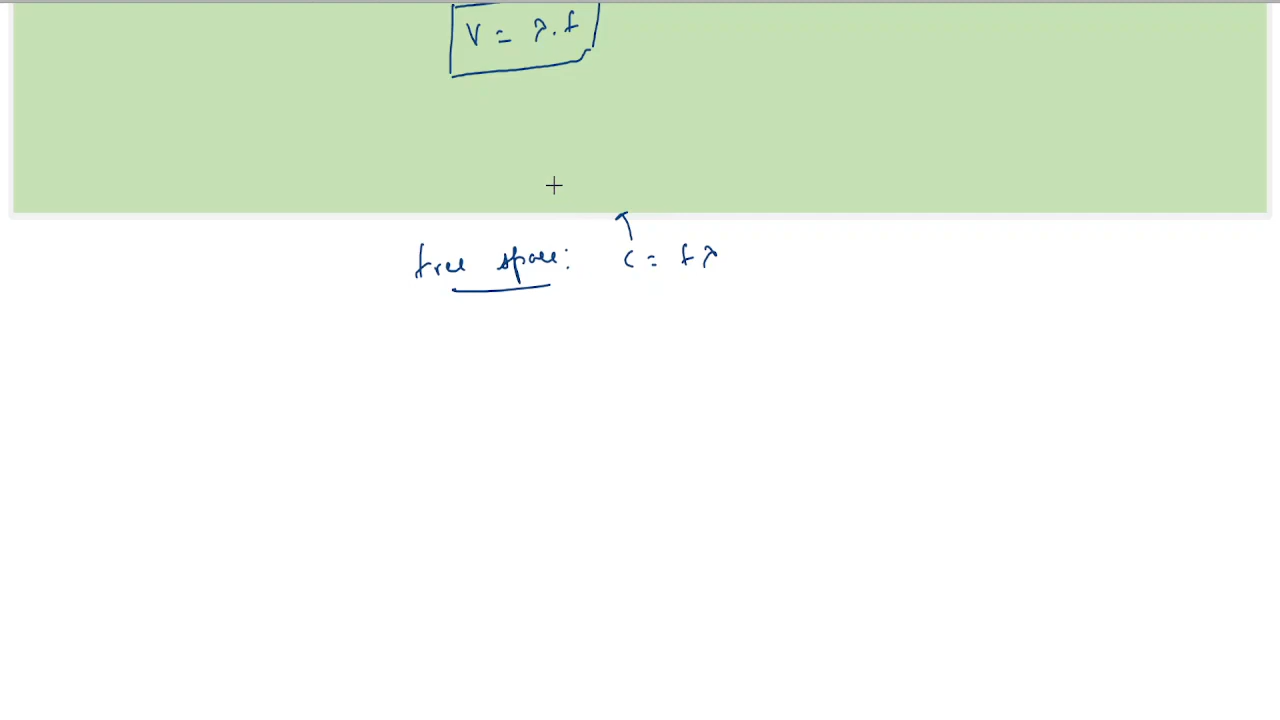 V = λ.f
free space: c = fλ